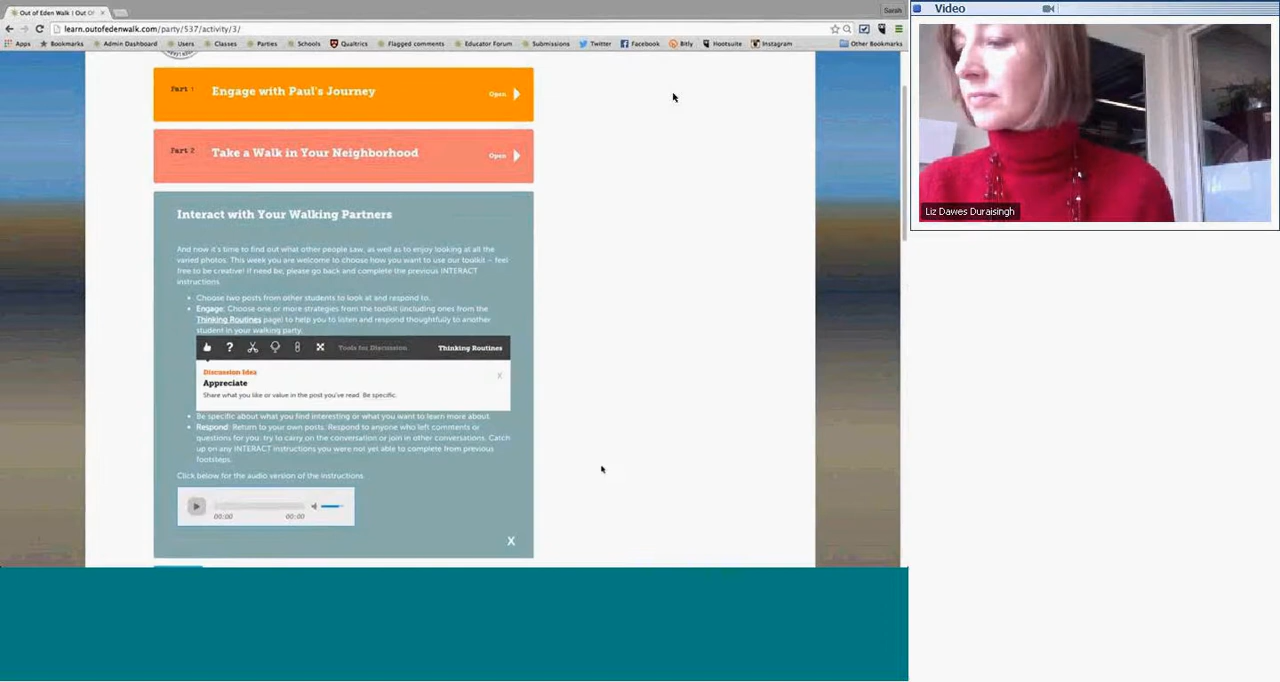 Out of Eden Walk | Out Of
Sarah
learn.outofedenwalk.com/party/537/activity/3/
Apps Bookmarks Admin Dashboard Users Classes Parties Schools Qualtrics Flagged comments Educator Forum Submissions Twitter Facebook Bitly Hootsuite Instagram Other Bookmarks
Part 1 Engage with Paul's Journey Open
Part 2 Take a Walk in Your Neighborhood Open
Interact with Your Walking Partners
And now it's time to find out what other people saw, as well as to enjoy looking at all the
varied photos. This week you are welcome to choose how you want to use our toolkit – feel
free to be creative! If need be, please go back and complete the previous INTERACT
instructions.
Choose two posts from other students to look at and respond to.
Engage: Choose one or more strategies from the toolkit (including ones from the
Thinking Routines page) to help you to listen and respond thoughtfully to another
student in your walking party.
? Tools for Discussion Thinking Routines
Discussion Idea
X
Appreciate
Share what you like or value in the post you've read. Be specific.
Be specific about what you find interesting or what you want to learn more about.
Respond: Return to your own posts. Respond to anyone who left comments or
questions for you: try to carry on the conversation or join in other conversations. Catch
up on any INTERACT instructions you were not yet able to complete from previous
footsteps.
Click below for the audio version of the instructions
00:00 00:00
X
Video
Liz Dawes Duraisingh